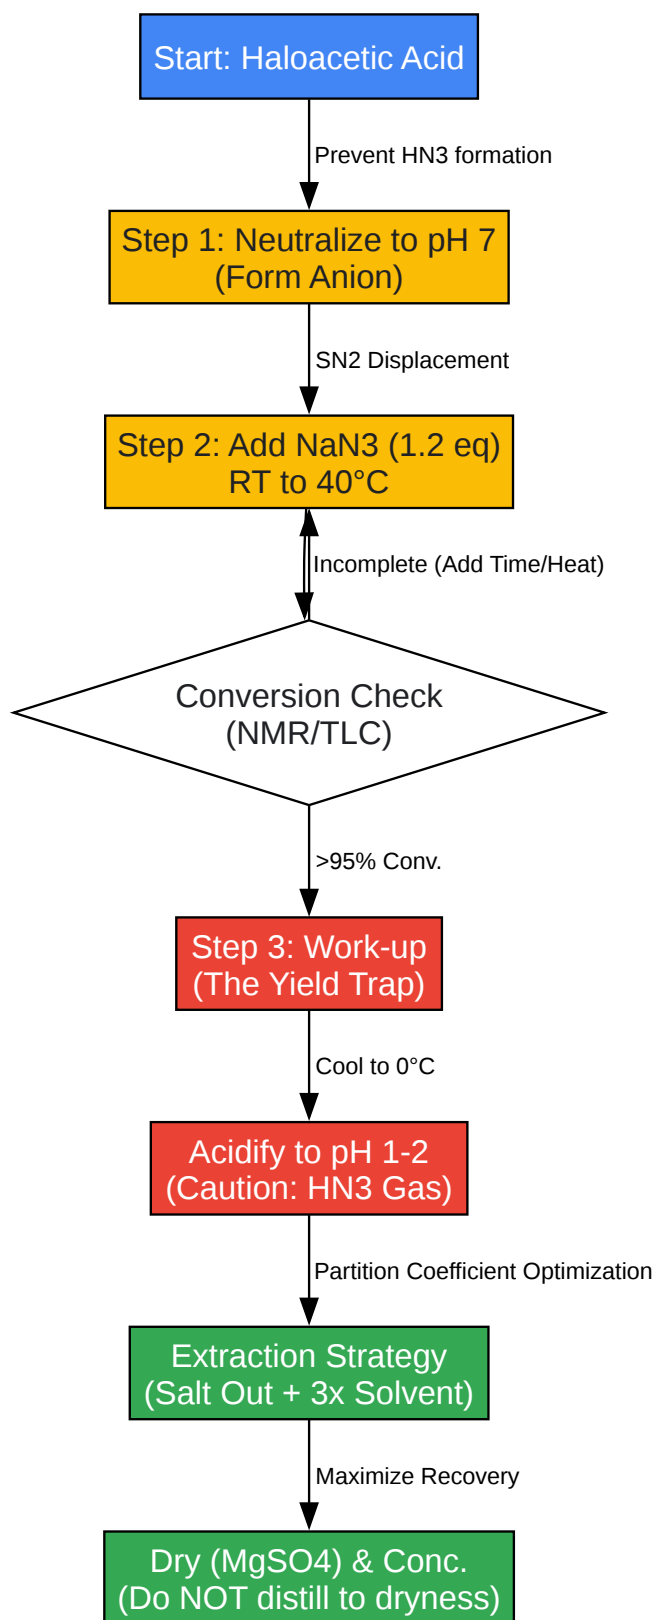 Start: Haloacetic Acid
Prevent HN3 formation
Step 1: Neutralize to pH 7
(Form Anion)
SN2 Displacement
Step 2: Add NaN3 (1.2 eq)
RT to 40°C
Incomplete (Add Time/Heat)
Conversion Check
(NMR/TLC)
>95% Conv.
Step 3: Work-up
(The Yield Trap)
Cool to 0°C
Acidify to pH 1-2
(Caution: HN3 Gas)
Partition Coefficient Optimization
Extraction Strategy
(Salt Out + 3x Solvent)
Maximize Recovery
Dry (MgSO4) & Conc.
(Do NOT distill to dryness)